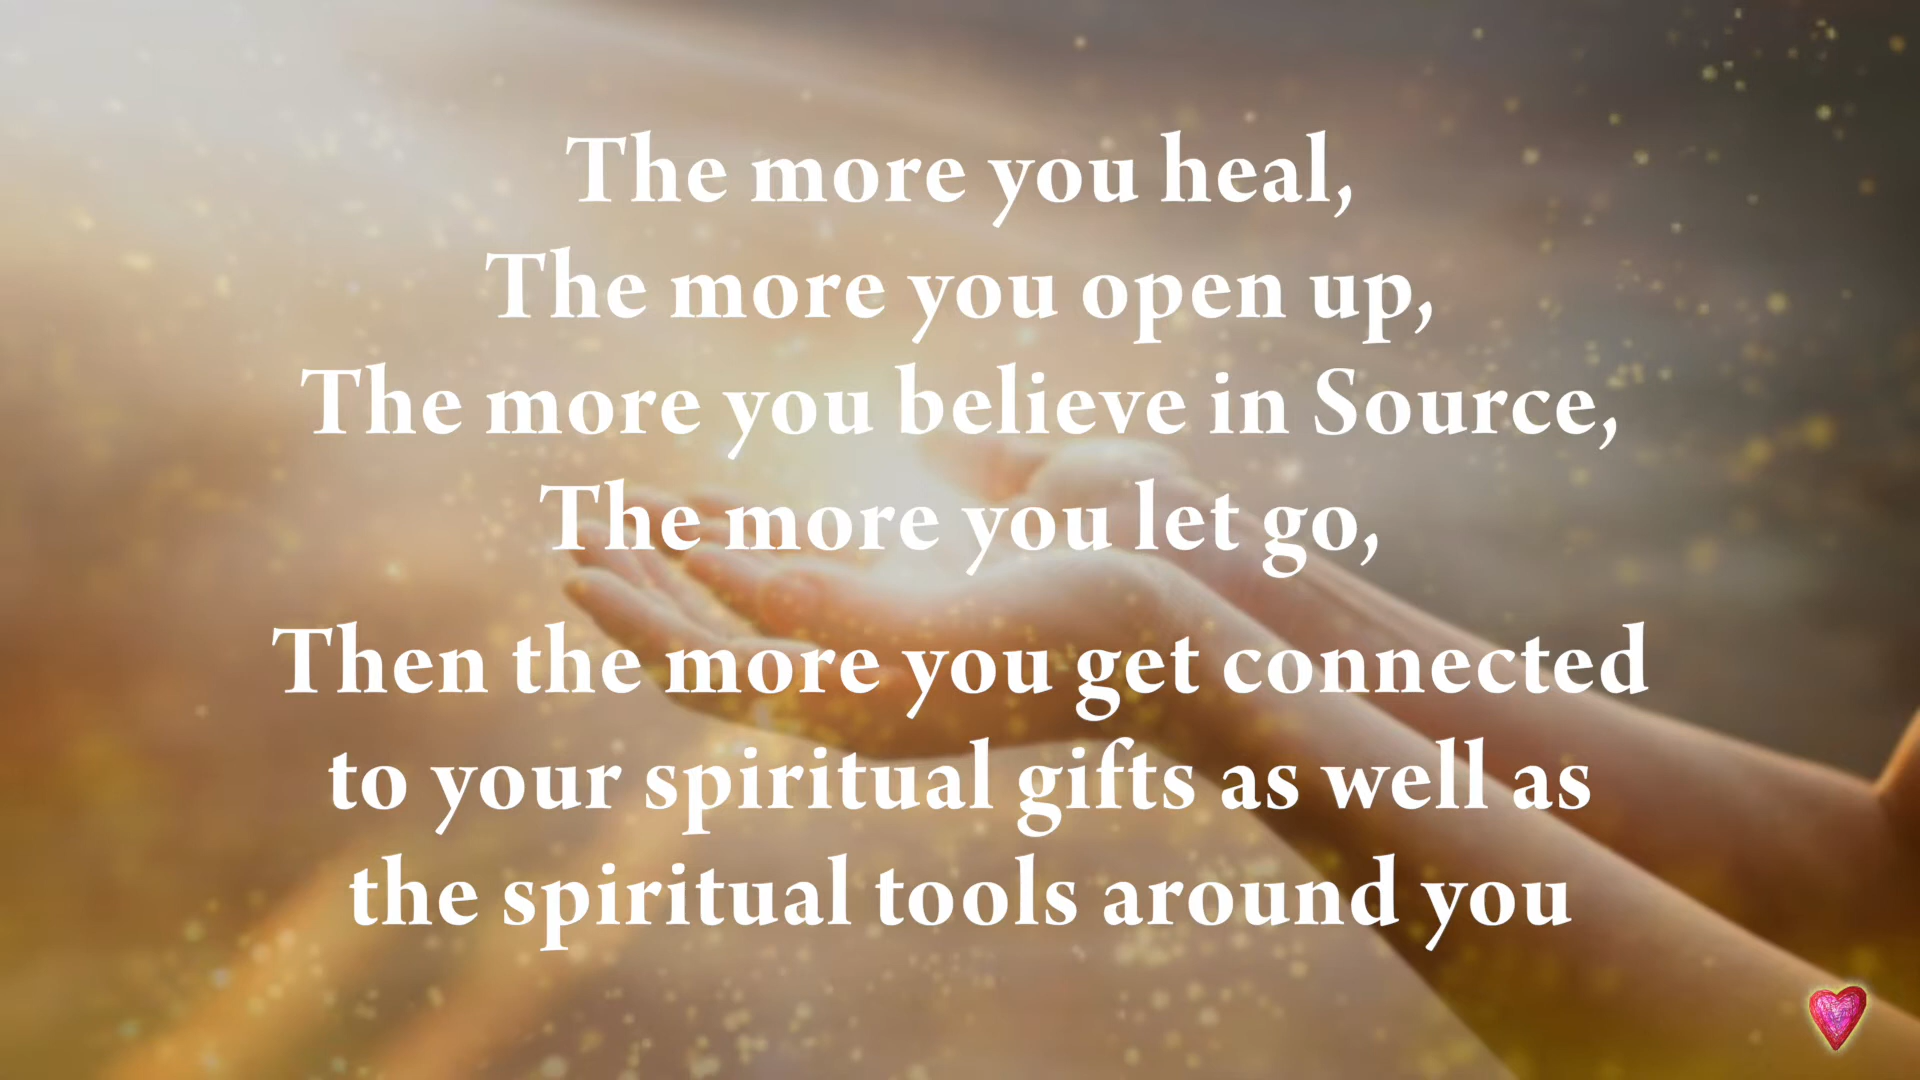 The more you heal,
The more you open up,
The more you believe in Source,
The more you let go,
Then the more you get connected
to your spiritual gifts as well as
the spiritual tools around you